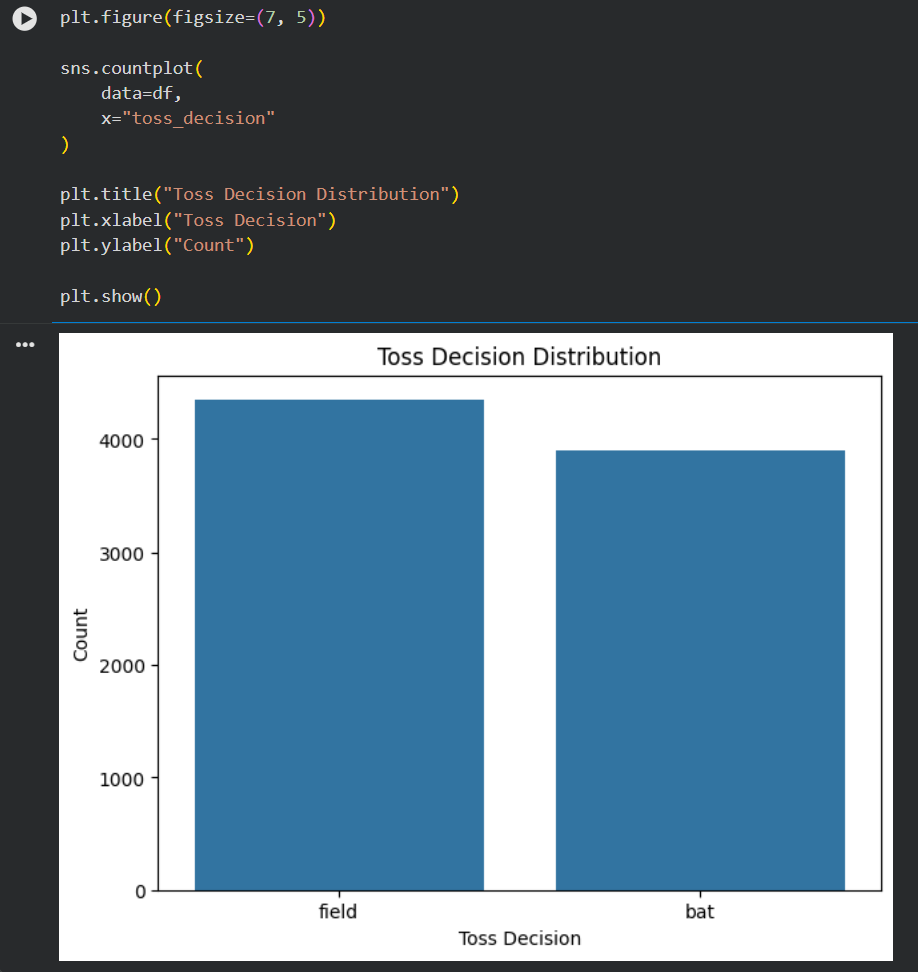 plt.figure(figsize=(7, 5))
sns.countplot(
    data=df,
    x="toss_decision"
)
plt.title("Toss Decision Distribution")
plt.xlabel("Toss Decision")
plt.ylabel("Count")
plt.show()
Toss Decision Distribution
4000
3000
2000
1000
0
Count
field bat
Toss Decision